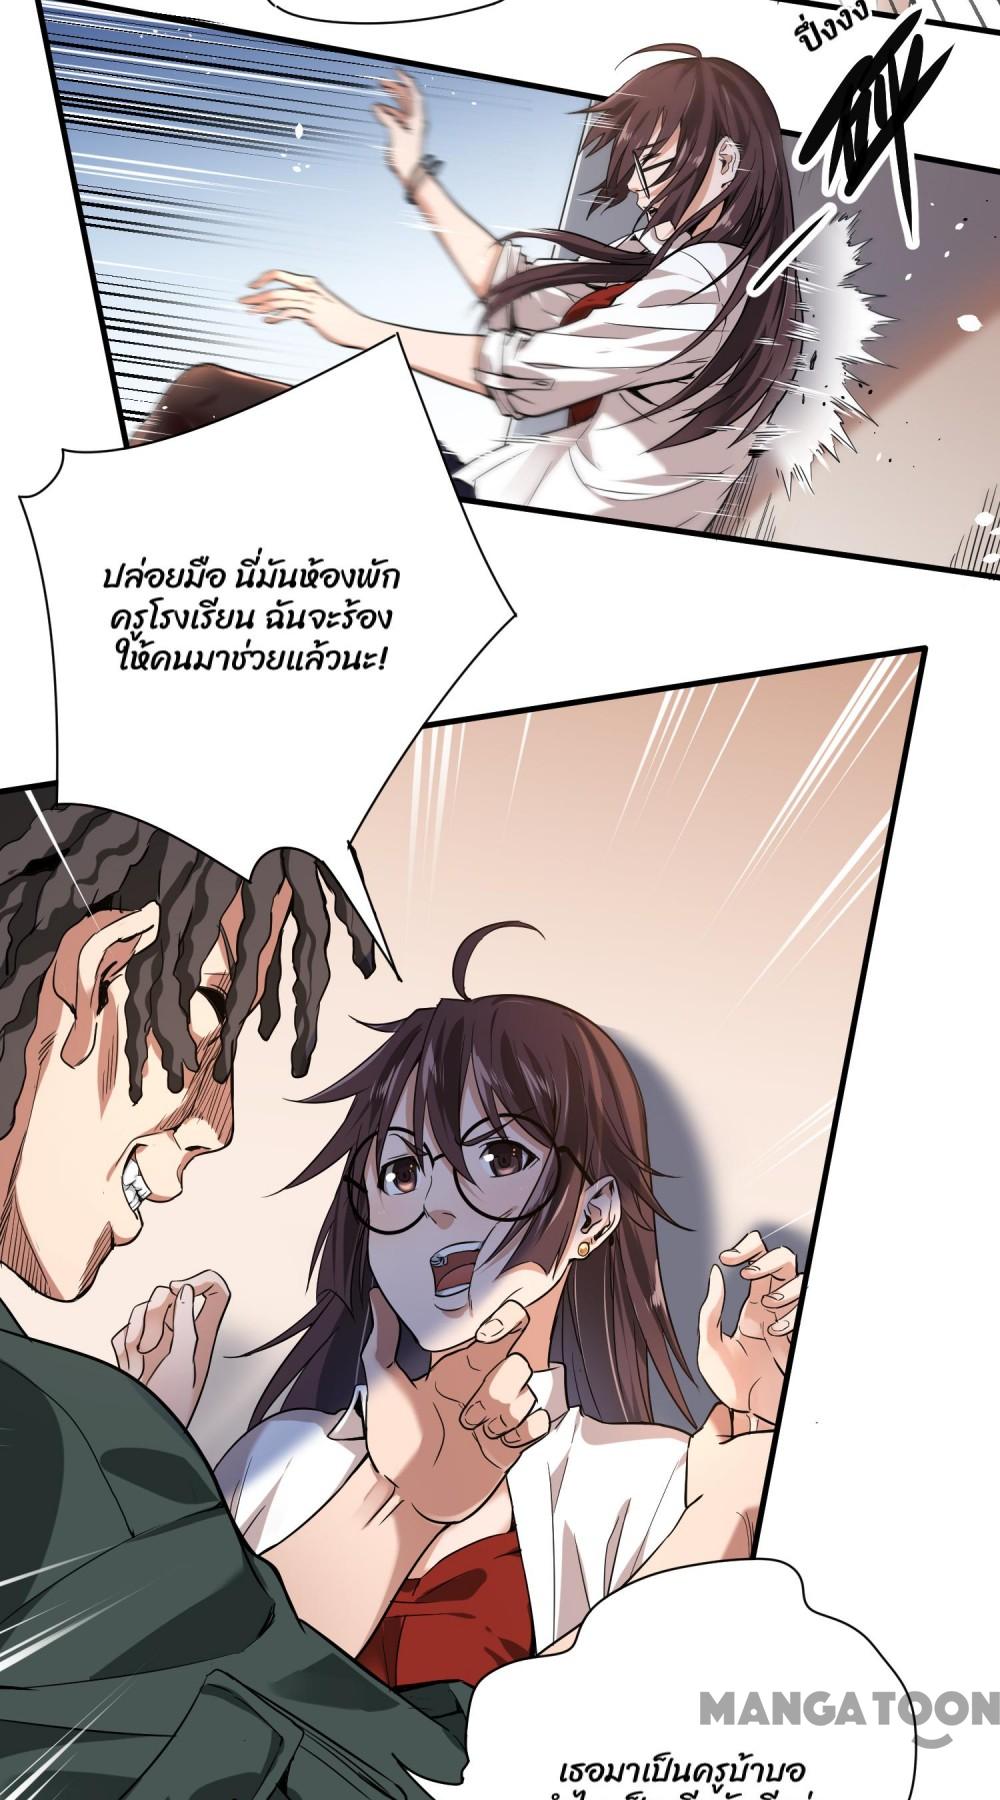 ปึ่งงง
砰
ปล่อยมือ นี่มันห้องพัก
ครูโรงเรียน ฉันจะร้อง
ให้คนมาช่วยแล้วนะ!
MANGATOON
เธอมาเป็นครูบ้าบอ